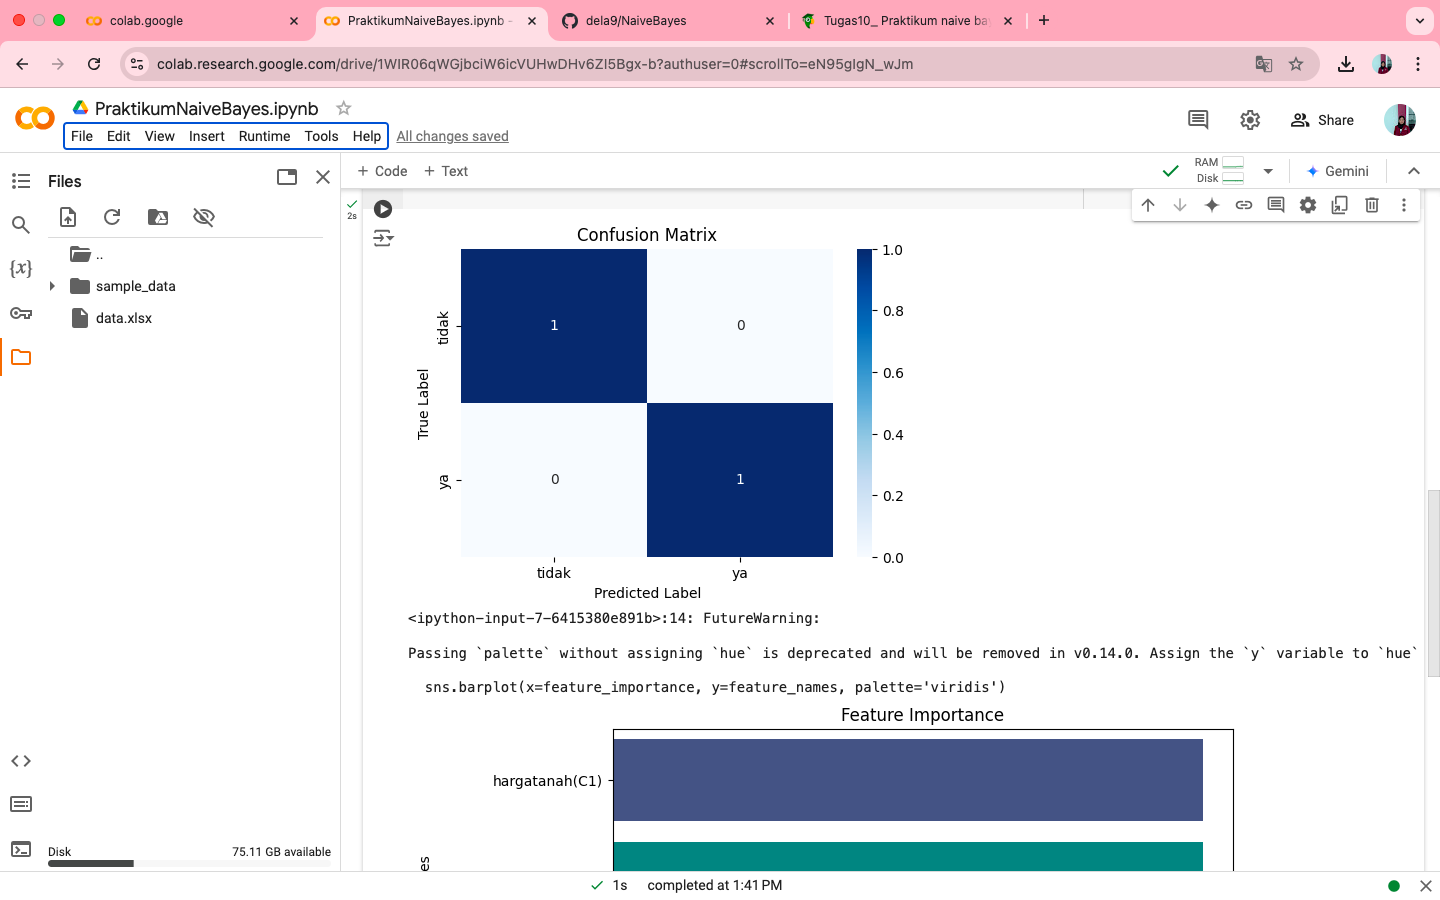 colab.google
PraktikumNaiveBayes.ipynb -
dela9/NaiveBayes
Tugas10_ Praktikum naive ba
colab.research.google.com/drive/1WIR06qWGjbciW6icVUHwDHv6ZI5Bgx-b?authuser=0#scrollTo=eN95gIgN_wJm
PraktikumNaiveBayes.ipynb
File Edit View Insert Runtime Tools Help All changes saved
Share
Files
+ Code + Text
RAM
Disk
Gemini
..
sample_data
data.xlsx
{x}
Disk 75.11 GB available
2s
Confusion Matrix
True Label
tidak
ya
1 0
0 1
tidak ya
Predicted Label
1.0
0.8
0.6
0.4
0.2
0.0
<ipython-input-7-6415380e891b>:14: FutureWarning:
Passing `palette` without assigning `hue` is deprecated and will be removed in v0.14.0. Assign the `y` variable to `hue`
sns.barplot(x=feature_importance, y=feature_names, palette='viridis')
Feature Importance
hargatanah(C1)
es
1s completed at 1:41 PM